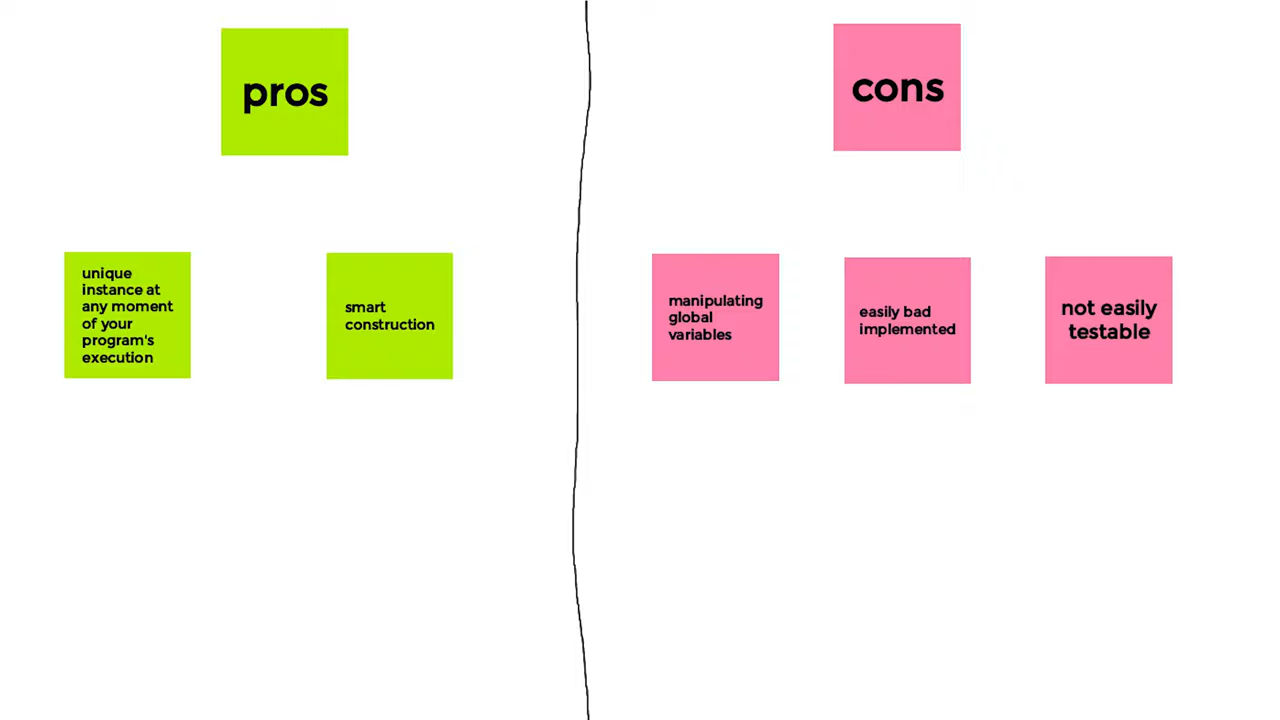 pros
cons
unique
instance at
any moment
of your
program's
execution
smart
construction
manipulating
global
variables
easily bad
implemented
not easily
testable